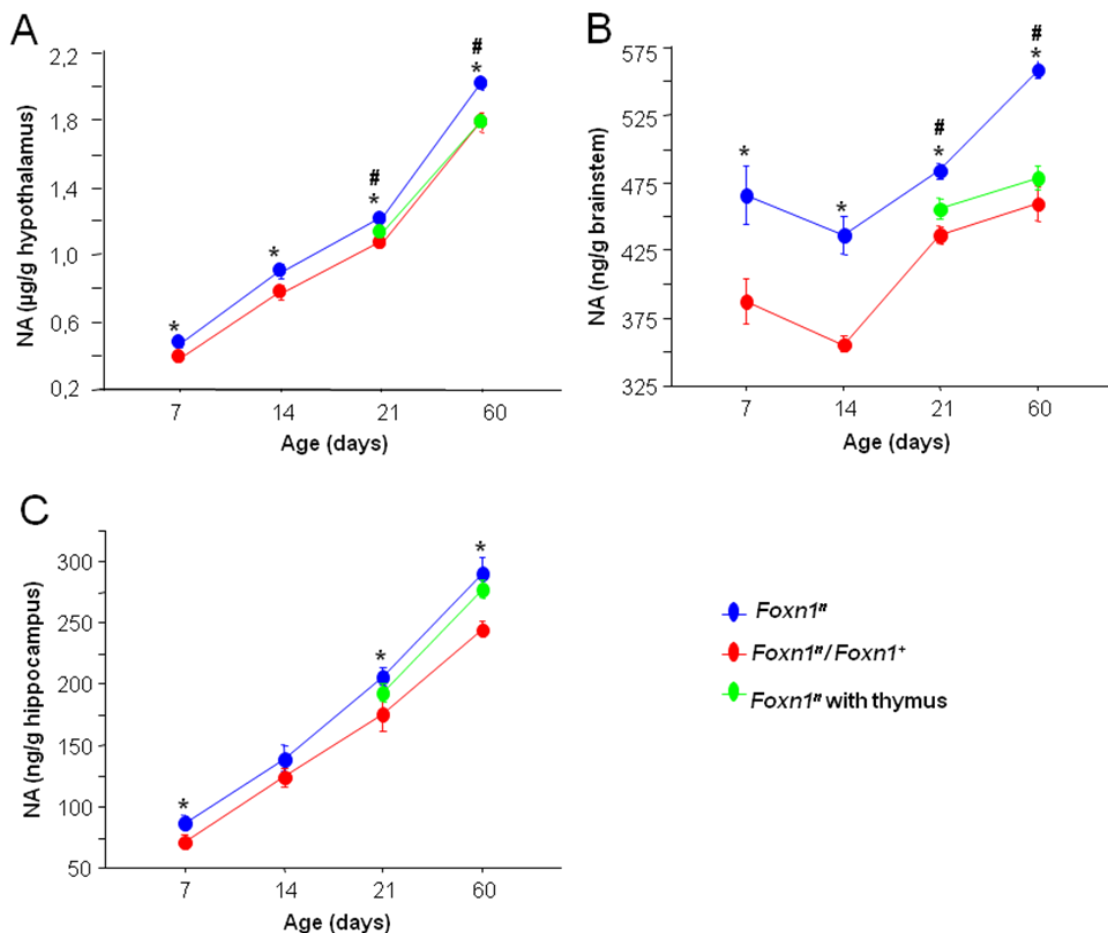 A
NA (µg/g hypothalamus)
2,2
1,8
1,4
1,0
0,6
0,2
*
*
#
*
#
*
7 14 21 60
Age (days)
B
NA (ng/g brainstem)
575
525
475
425
375
325
*
*
#
*
#
*
7 14 21 60
Age (days)
C
NA (ng/g hippocampus)
300
250
200
150
100
50
*
*
*
7 14 21 60
Age (days)
Foxn1ⁿ
Foxn1ⁿ/Foxn1⁺
Foxn1ⁿ with thymus